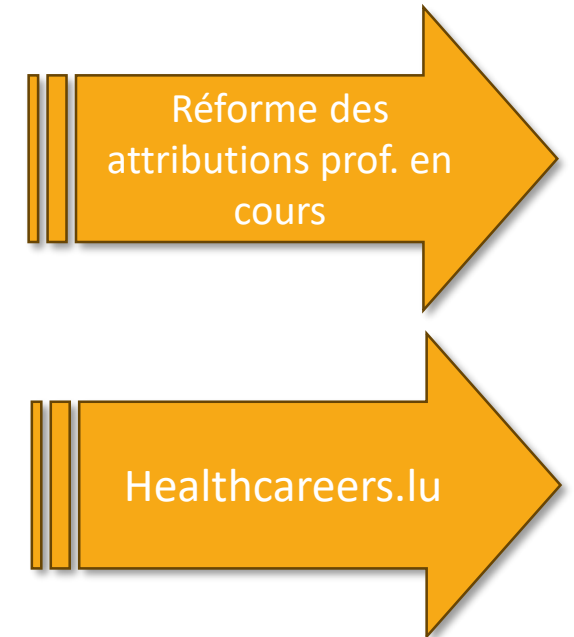 Réforme des
attributions prof. en
cours
Healthcareers.lu